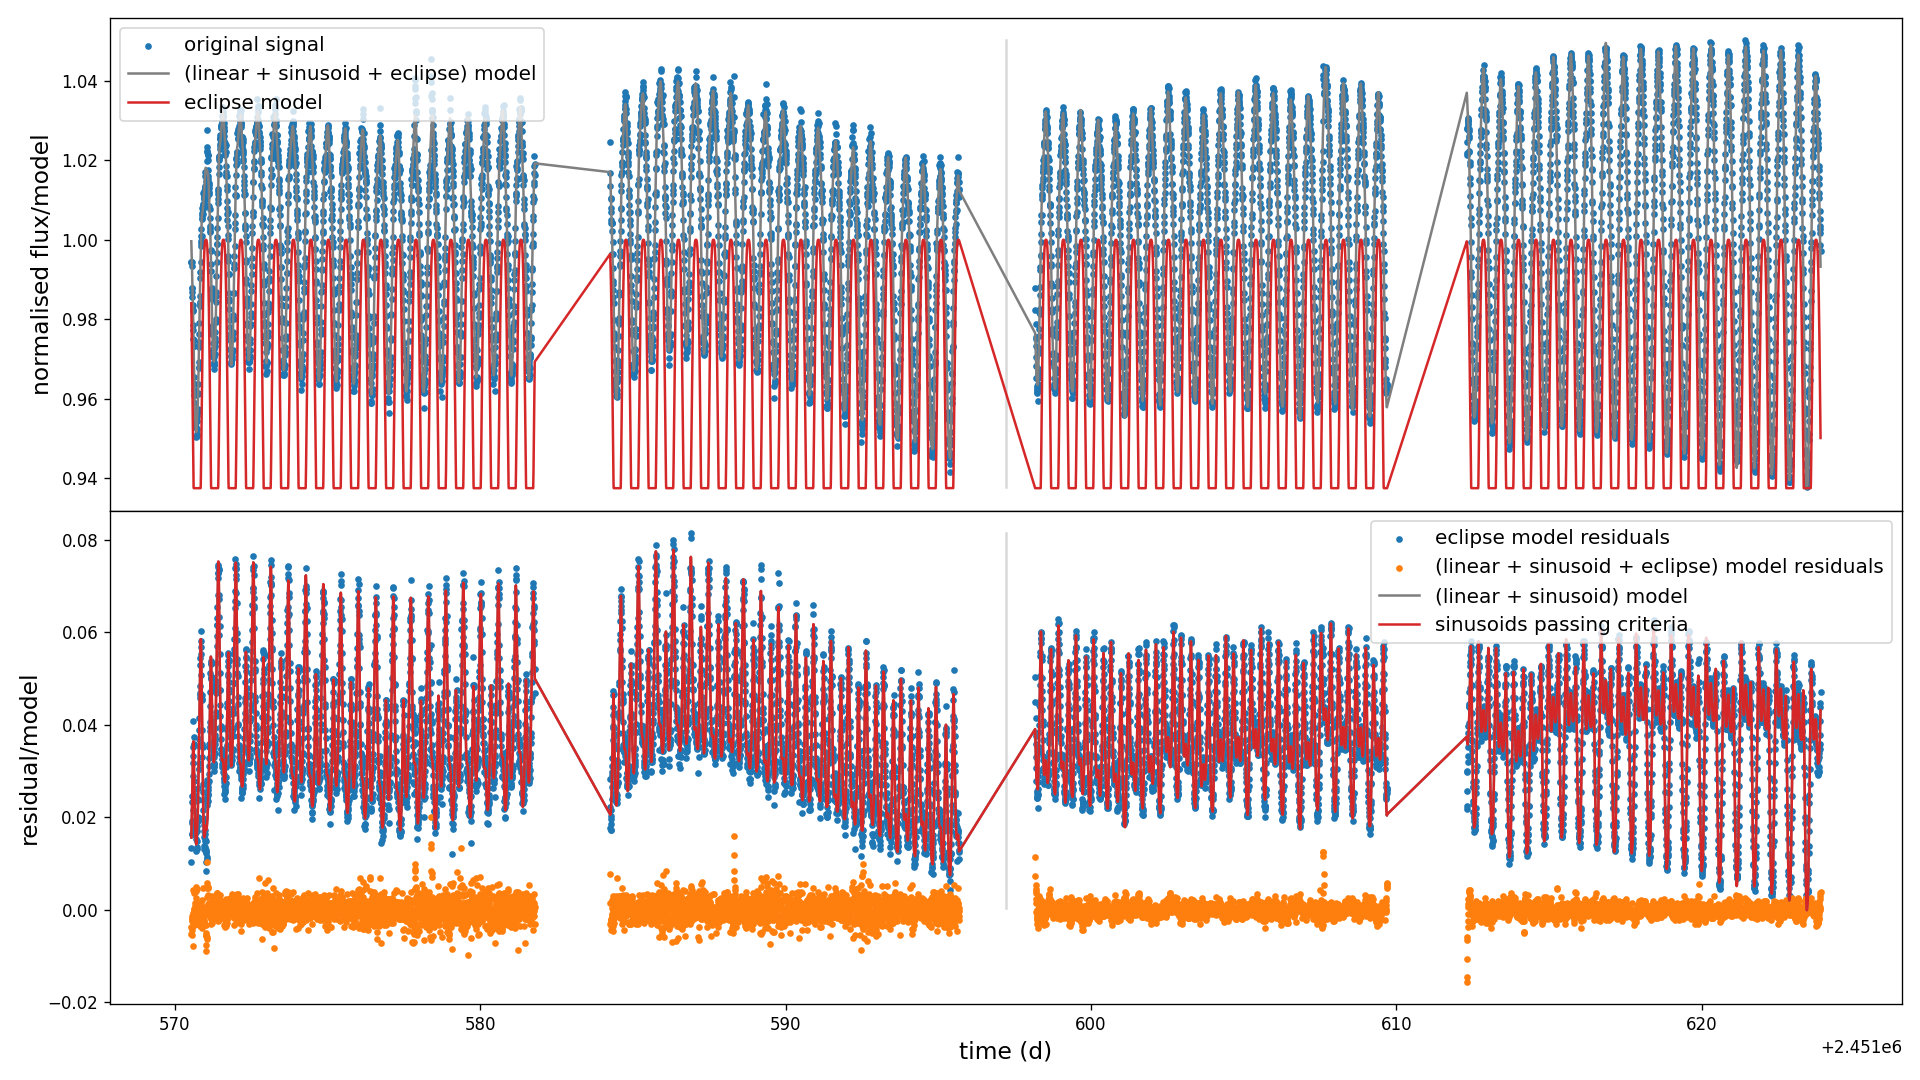 original signal
(linear + sinusoid + eclipse) model
eclipse model
normalised flux/model
1.04
1.02
1.00
0.98
0.96
0.94
eclipse model residuals
(linear + sinusoid + eclipse) model residuals
(linear + sinusoid) model
sinusoids passing criteria
residual/model
0.08
0.06
0.04
0.02
0.00
−0.02
570
580
590
600
610
620
time (d)
+2.451e6